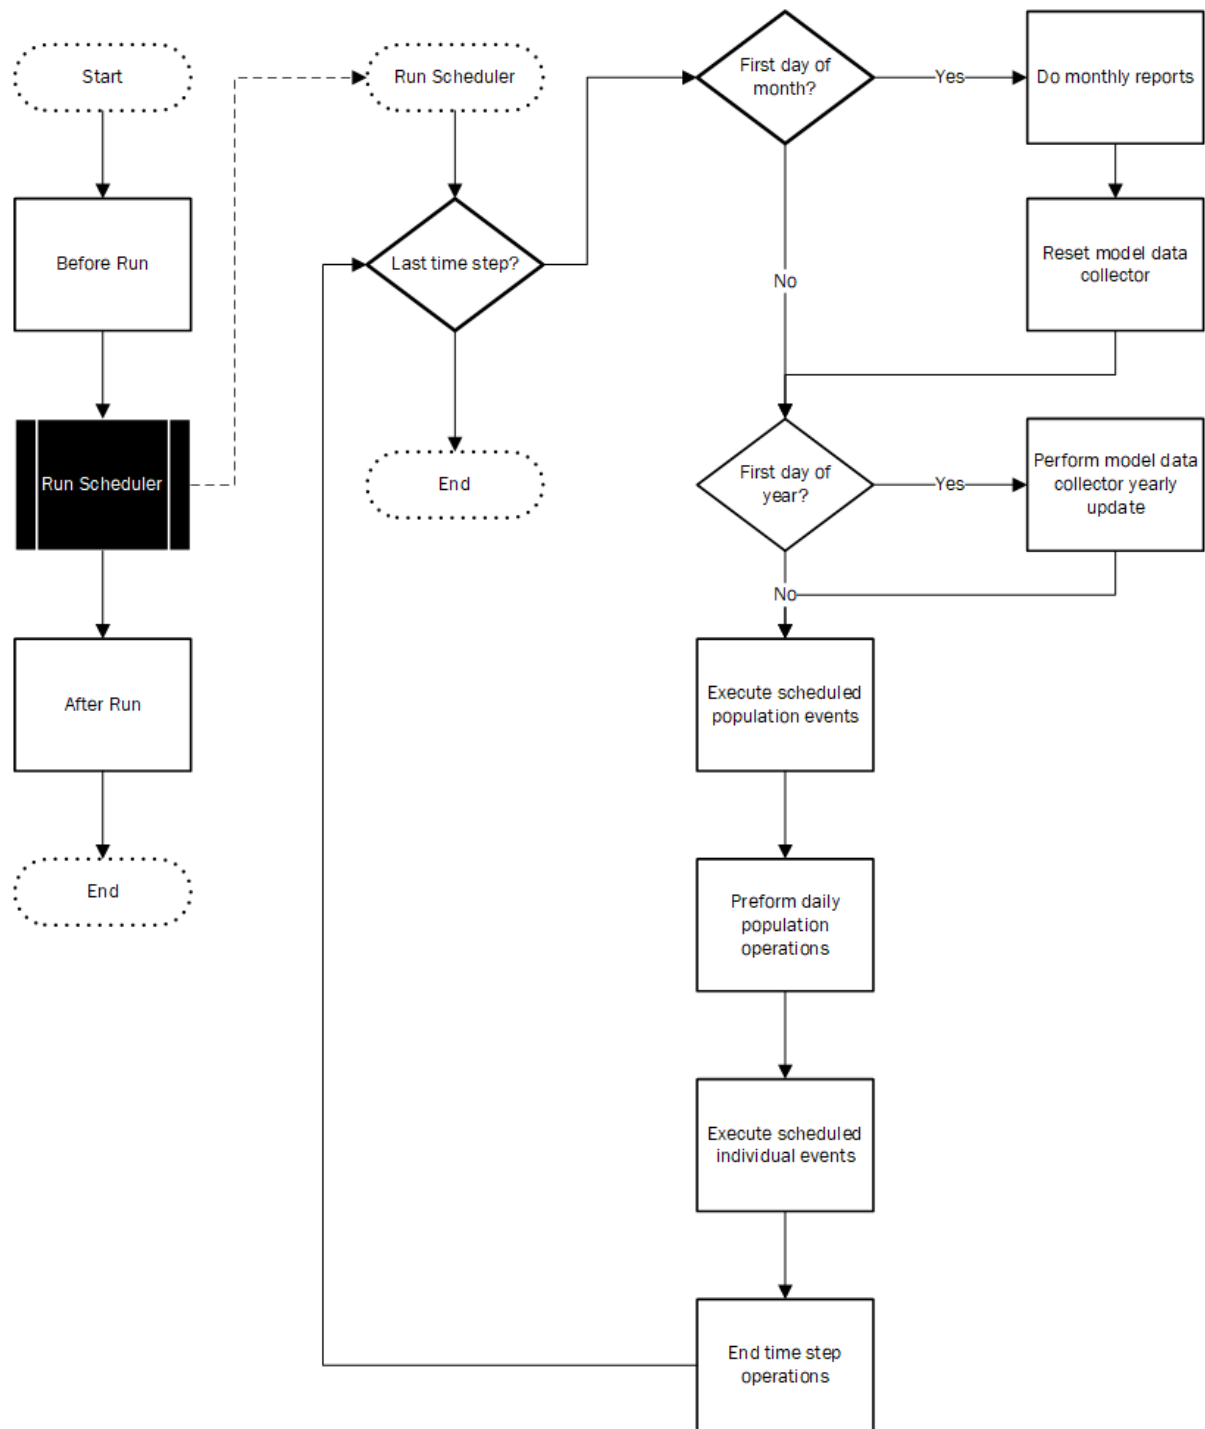 Start
Before Run
Run Scheduler
After Run
End
Run Scheduler
Last time step?
End
First day of
month?
Yes
No
Do monthly reports
Reset model data
collector
First day of
year?
Yes
No
Perform model data
collector yearly
update
Execute scheduled
population events
Preform daily
population
operations
Execute scheduled
individual events
End time step
operations